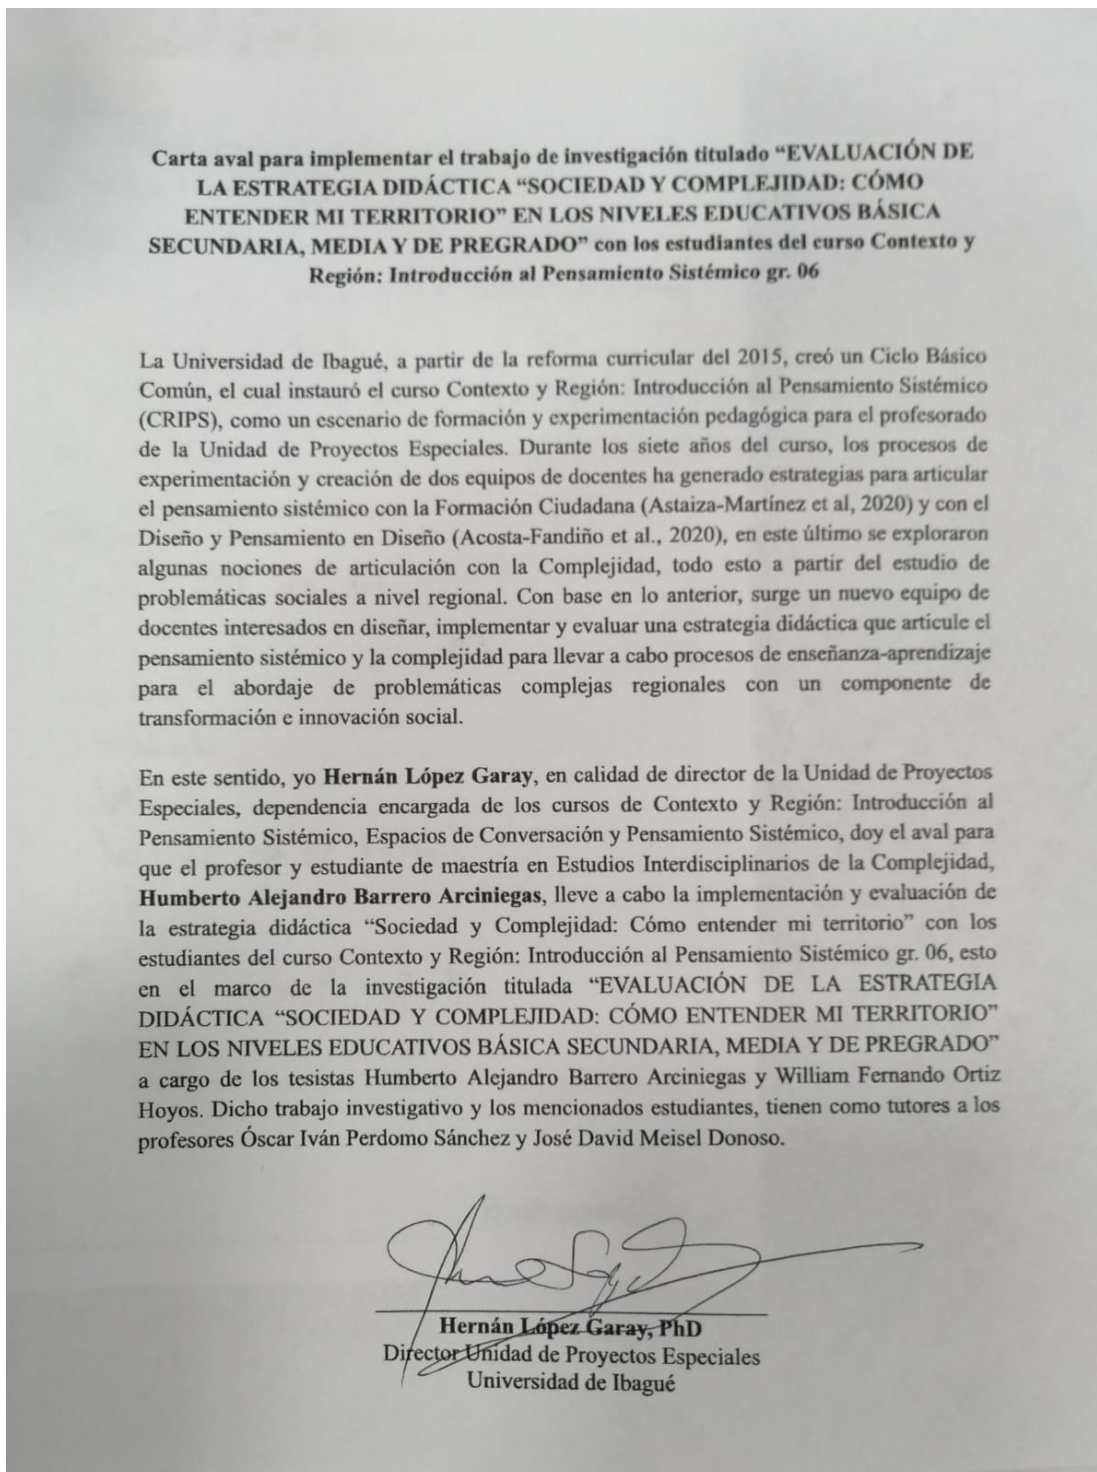 Carta aval para implementar el trabajo de investigación titulado “EVALUACIÓN DE
LA ESTRATEGIA DIDÁCTICA “SOCIEDAD Y COMPLEJIDAD: CÓMO
ENTENDER MI TERRITORIO” EN LOS NIVELES EDUCATIVOS BÁSICA
SECUNDARIA, MEDIA Y DE PREGRADO” con los estudiantes del curso Contexto y
Región: Introducción al Pensamiento Sistémico gr. 06
La Universidad de Ibagué, a partir de la reforma curricular del 2015, creó un Ciclo Básico
Común, el cual instauró el curso Contexto y Región: Introducción al Pensamiento Sistémico
(CRIPS), como un escenario de formación y experimentación pedagógica para el profesorado
de la Unidad de Proyectos Especiales. Durante los siete años del curso, los procesos de
experimentación y creación de dos equipos de docentes ha generado estrategias para articular
el pensamiento sistémico con la Formación Ciudadana (Astaiza-Martínez et al, 2020) y con el
Diseño y Pensamiento en Diseño (Acosta-Fandiño et al., 2020), en este último se exploraron
algunas nociones de articulación con la Complejidad, todo esto a partir del estudio de
problemáticas sociales a nivel regional. Con base en lo anterior, surge un nuevo equipo de
docentes interesados en diseñar, implementar y evaluar una estrategia didáctica que articule el
pensamiento sistémico y la complejidad para llevar a cabo procesos de enseñanza-aprendizaje
para el abordaje de problemáticas complejas regionales con un componente de
transformación e innovación social.
En este sentido, yo Hernán López Garay, en calidad de director de la Unidad de Proyectos
Especiales, dependencia encargada de los cursos de Contexto y Región: Introducción al
Pensamiento Sistémico, Espacios de Conversación y Pensamiento Sistémico, doy el aval para
que el profesor y estudiante de maestría en Estudios Interdisciplinarios de la Complejidad,
Humberto Alejandro Barrero Arciniegas, lleve a cabo la implementación y evaluación de
la estrategia didáctica “Sociedad y Complejidad: Cómo entender mi territorio” con los
estudiantes del curso Contexto y Región: Introducción al Pensamiento Sistémico gr. 06, esto
en el marco de la investigación titulada “EVALUACIÓN DE LA ESTRATEGIA
DIDÁCTICA “SOCIEDAD Y COMPLEJIDAD: CÓMO ENTENDER MI TERRITORIO”
EN LOS NIVELES EDUCATIVOS BÁSICA SECUNDARIA, MEDIA Y DE PREGRADO”
a cargo de los tesistas Humberto Alejandro Barrero Arciniegas y William Fernando Ortiz
Hoyos. Dicho trabajo investigativo y los mencionados estudiantes, tienen como tutores a los
profesores Óscar Iván Perdomo Sánchez y José David Meisel Donoso.
Hernán López Garay, PhD
Director Unidad de Proyectos Especiales
Universidad de Ibagué